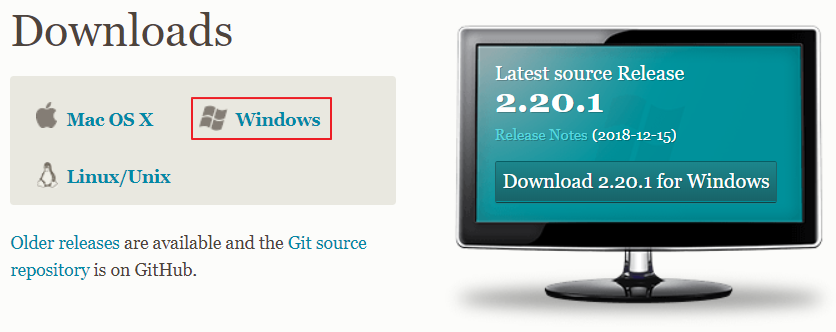 Downloads
Mac OS X
Windows
Linux/Unix
Older releases are available and the Git source
repository is on GitHub.
Latest source Release
2.20.1
Release Notes (2018-12-15)
Download 2.20.1 for Windows